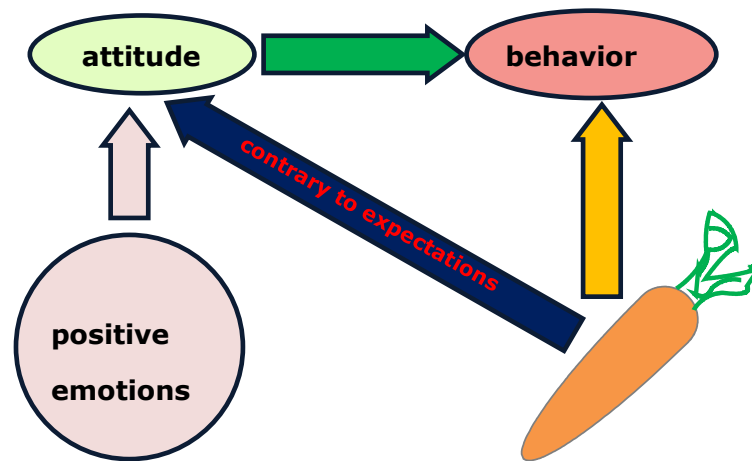 attitude
behavior
contrary to expectations
positive
emotions